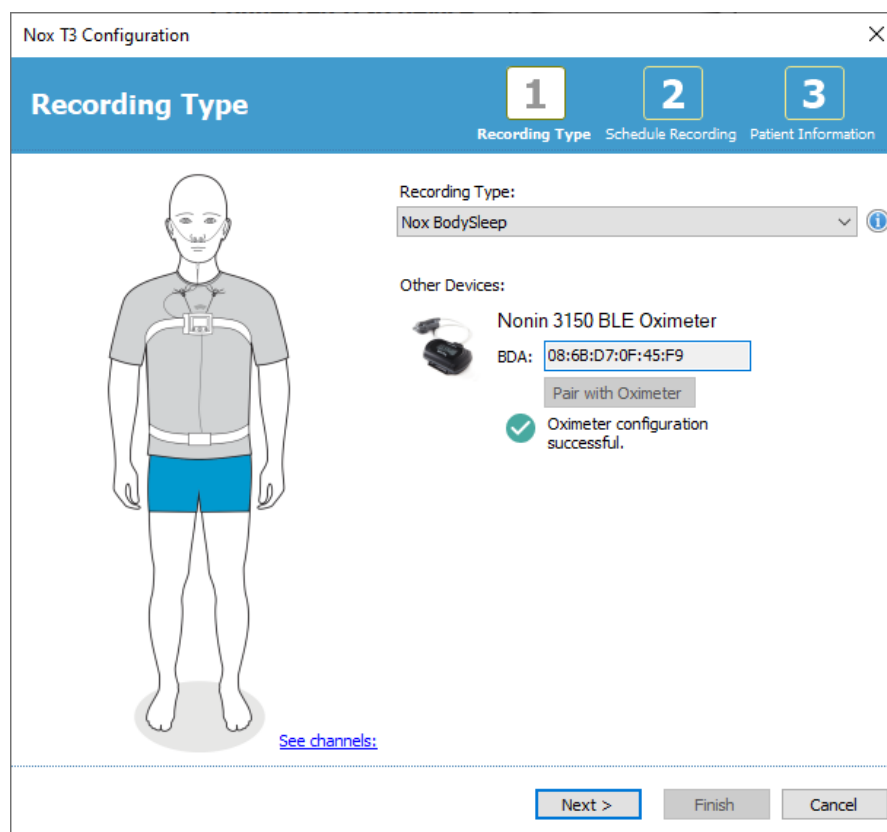 Nox T3 Configuration
Recording Type
1
Recording Type
2
Schedule Recording
3
Patient Information
Recording Type:
Nox BodySleep
Other Devices:
Nonin 3150 BLE Oximeter
BDA: 08:6B:D7:0F:45:F9
Pair with Oximeter
Oximeter configuration
successful.
See channels:
Next >
Finish
Cancel